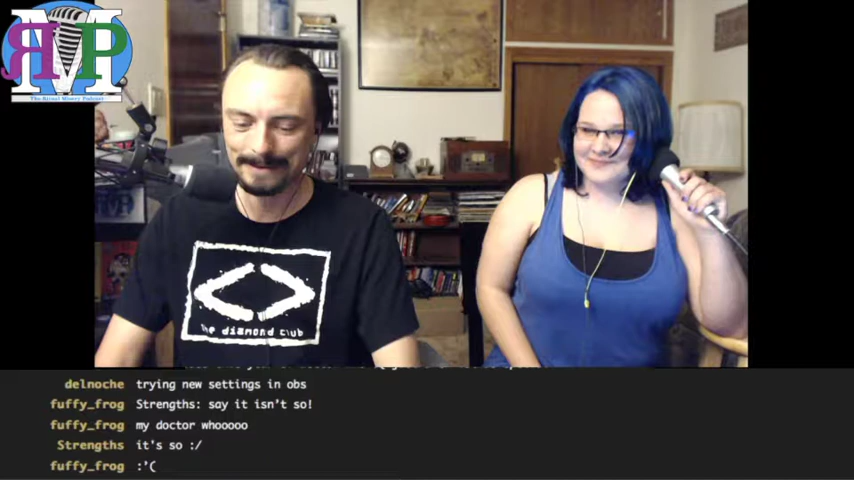 RMP
The Ritual Misery Podcast
the diamond club
delnoche trying new settings in obs
fuffy_frog Strengths: say it isn't so!
fuffy_frog my doctor whooooo
Strengths it's so :/
fuffy_frog :'(